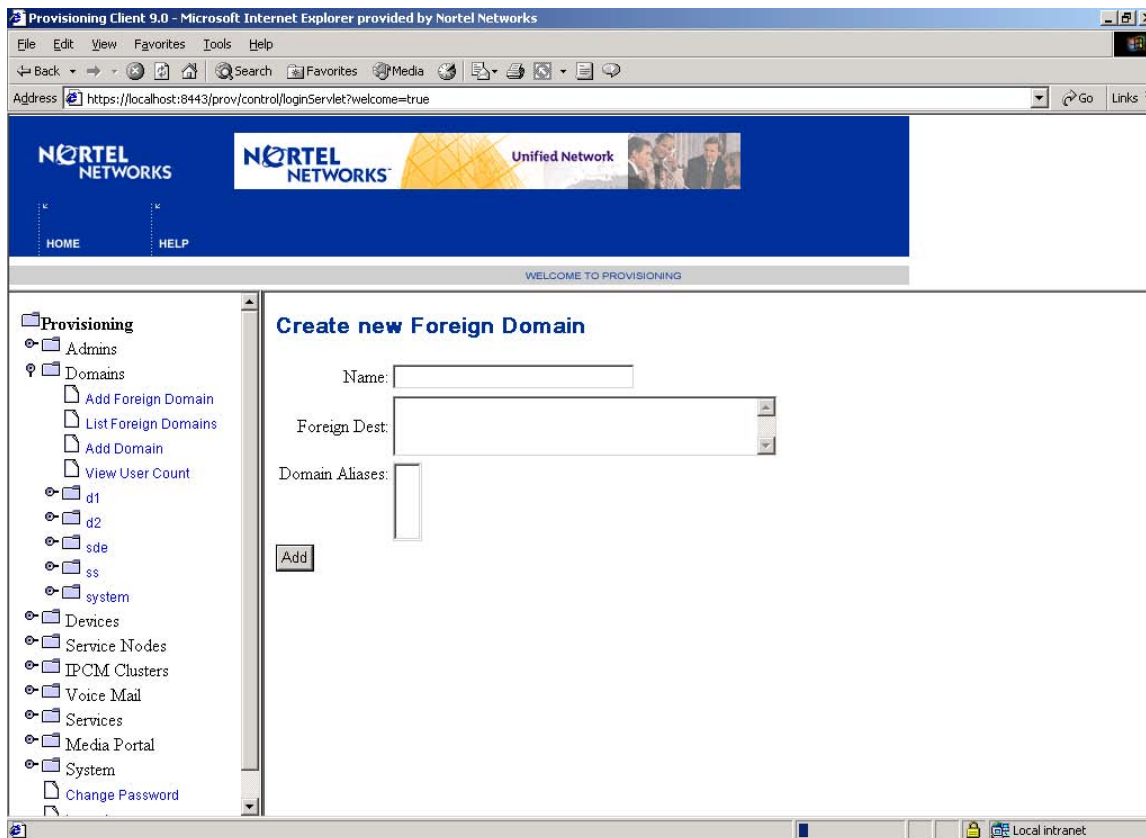 Provisioning Client 9.0 - Microsoft Internet Explorer provided by Nortel Networks
File Edit View Favorites Tools Help
Back Search Favorites Media
Address https://localhost:8443/prov/control/loginServlet?welcome=true Go Links
NORTEL NETWORKS
NORTEL NETWORKS Unified Network
HOME HELP
WELCOME TO PROVISIONING
Provisioning
Admins
Domains
Add Foreign Domain
List Foreign Domains
Add Domain
View User Count
d1
d2
sde
ss
system
Devices
Service Nodes
IPCM Clusters
Voice Mail
Services
Media Portal
System
Change Password
Create new Foreign Domain
Name:
Foreign Dest:
Domain Aliases:
Add
Local intranet